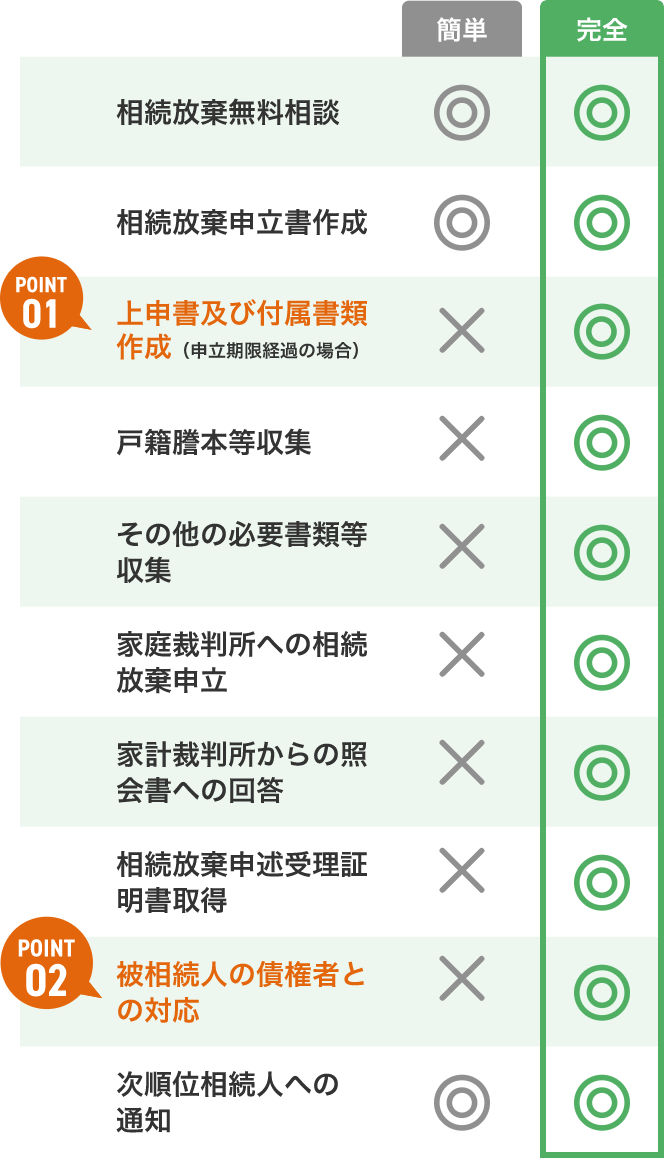 簡単
完全
相続放棄無料相談
◎
◎
相続放棄申立書作成
◎
◎
POINT
01
上申書及び付属書類
作成（申立期限経過の場合）
×
◎
戸籍謄本等収集
×
◎
その他の必要書類等
収集
×
◎
家庭裁判所への相続
放棄申立
×
◎
家計裁判所からの照
会書への回答
×
◎
相続放棄申述受理証
明書取得
×
◎
POINT
02
被相続人の債権者と
の対応
×
◎
次順位相続人への
通知
◎
◎